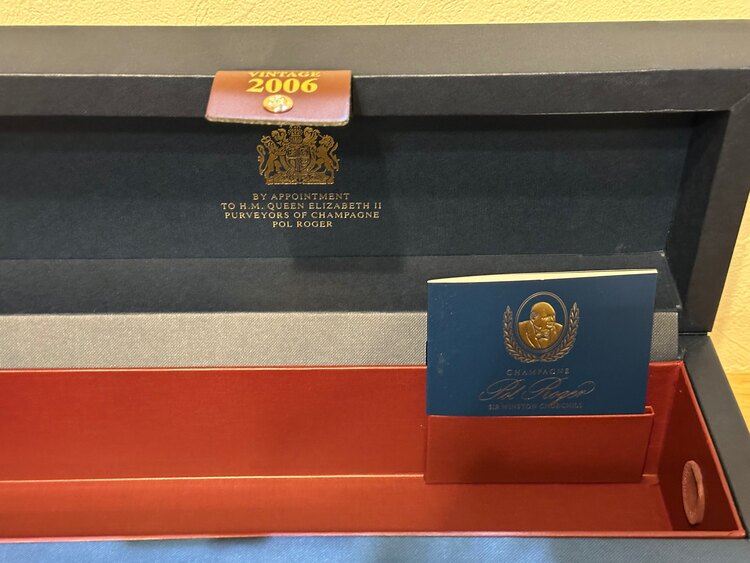 VINTAGE
2006
BY APPOINTMENT
TO H.M. QUEEN ELIZABETH II
PURVEYORS OF CHAMPAGNE
POL ROGER
CHAMPAGNE
Pol Roger
SIR WINSTON CHURCHILL